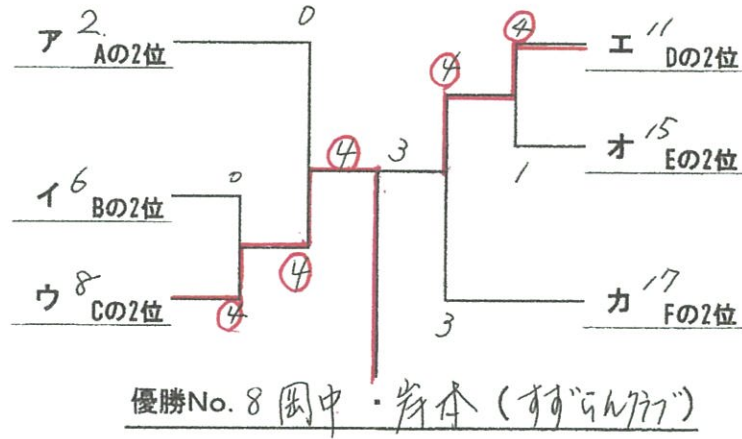 0
ア 2. Aの2位
④ エ 11 Dの2位
④
④ 3
オ 15 Eの2位
1
イ 6 Bの2位
0
④
ウ 8 Cの2位
④
カ 17 Fの2位
3
優勝No. 8 岡中・岸本 (すずらんクラブ)